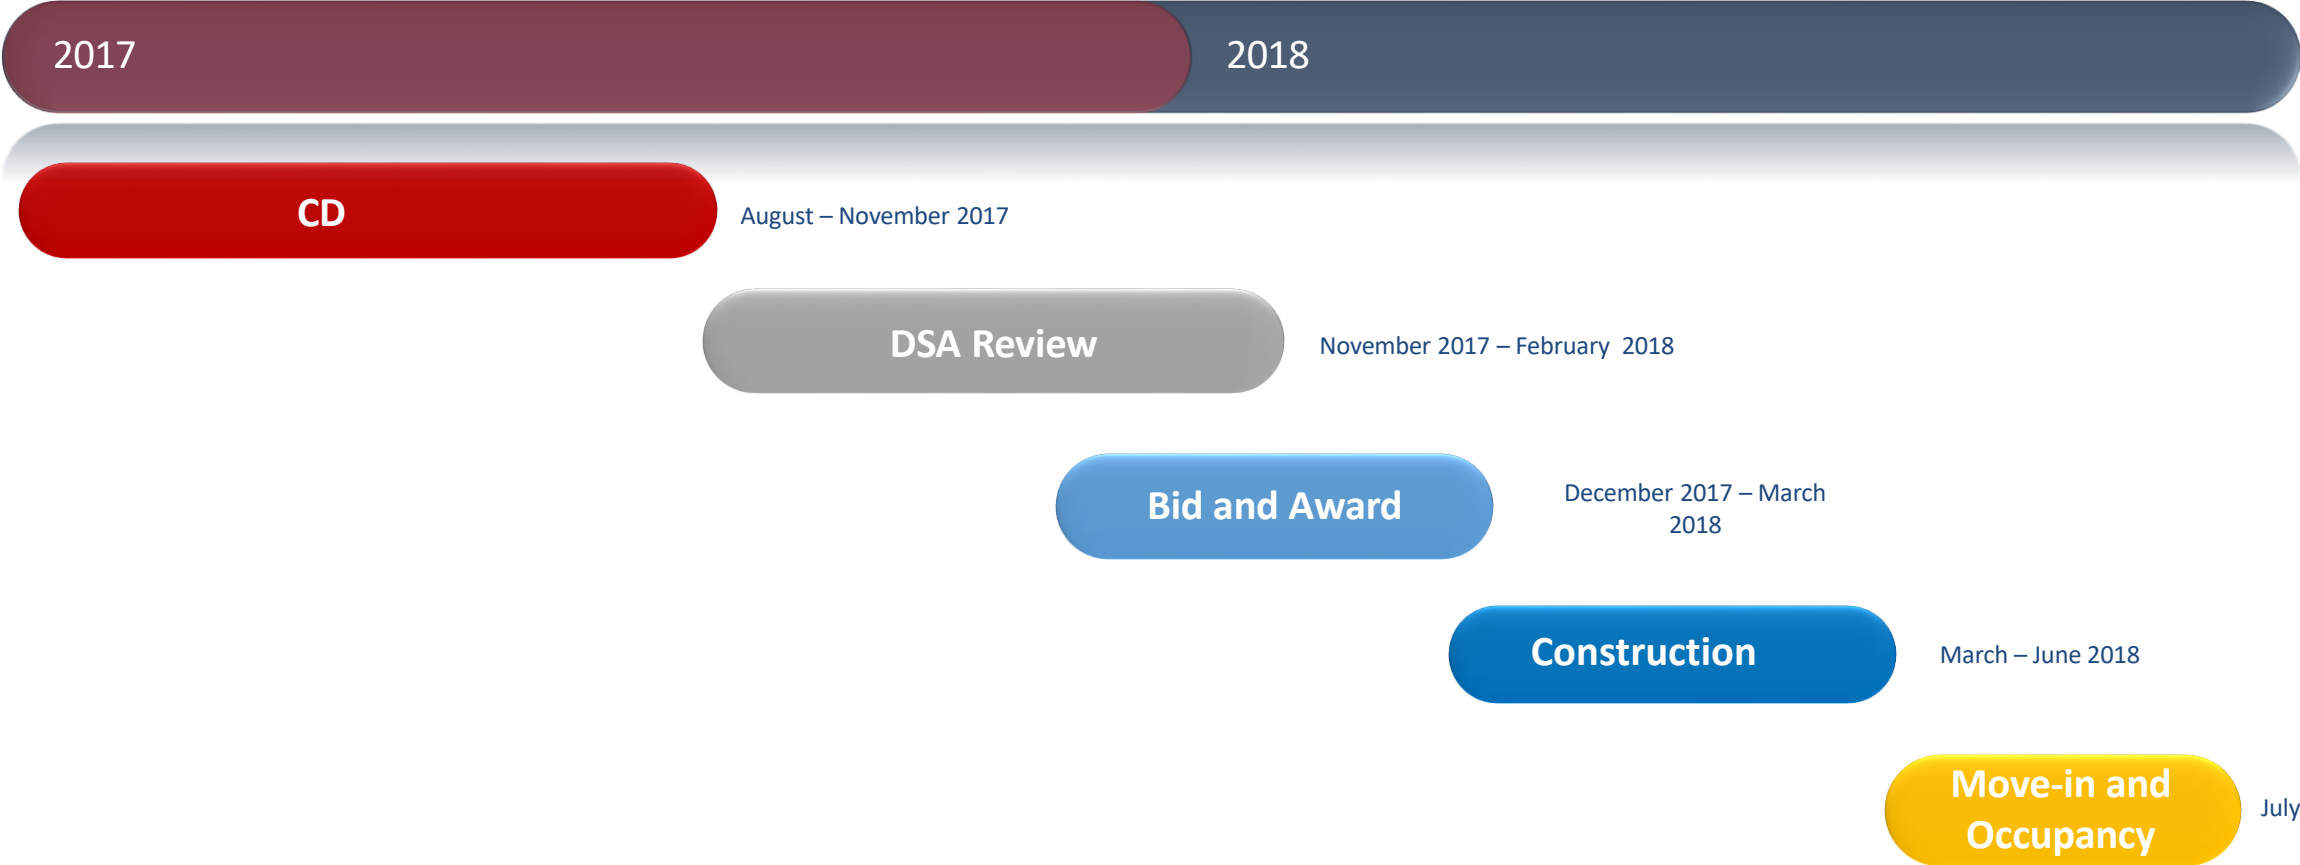 2017
2018
CD
August – November 2017
DSA Review
November 2017 – February 2018
Bid and Award
December 2017 – March
2018
Construction
March – June 2018
Move-in and
Occupancy
July